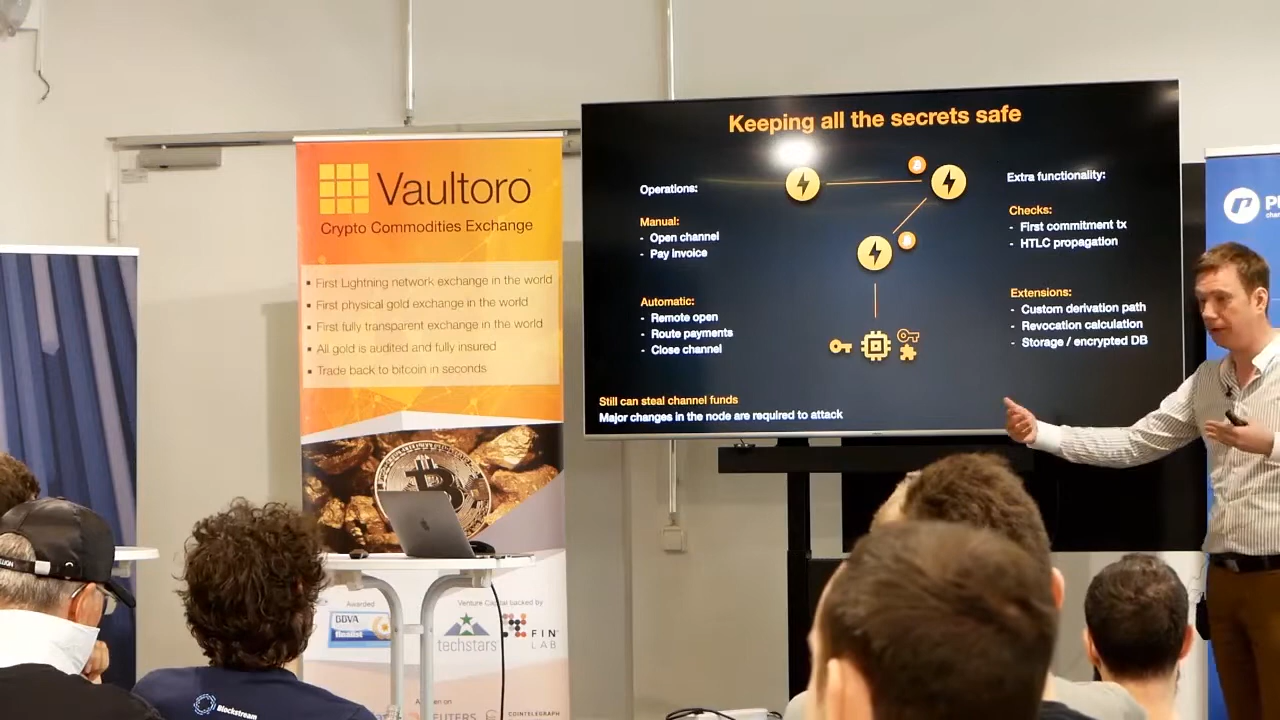 Vaultoro
Crypto Commodities Exchange
▪ First Lightning network exchange in the world
▪ First physical gold exchange in the world
▪ First fully transparent exchange in the world
▪ All gold is audited and fully insured
▪ Trade back to bitcoin in seconds
Awarded
BBVA
finalist
Venture Capital backed by
techstars
FIN
LAB
COINTELEGRAPH
Keeping all the secrets safe
Operations:
Manual:
- Open channel
- Pay invoice
Automatic:
- Remote open
- Route payments
- Close channel
Extra functionality:
Checks:
- First commitment tx
- HTLC propagation
Extensions:
- Custom derivation path
- Revocation calculation
- Storage / encrypted DB
Still can steal channel funds
Major changes in the node are required to attack
Blockstream